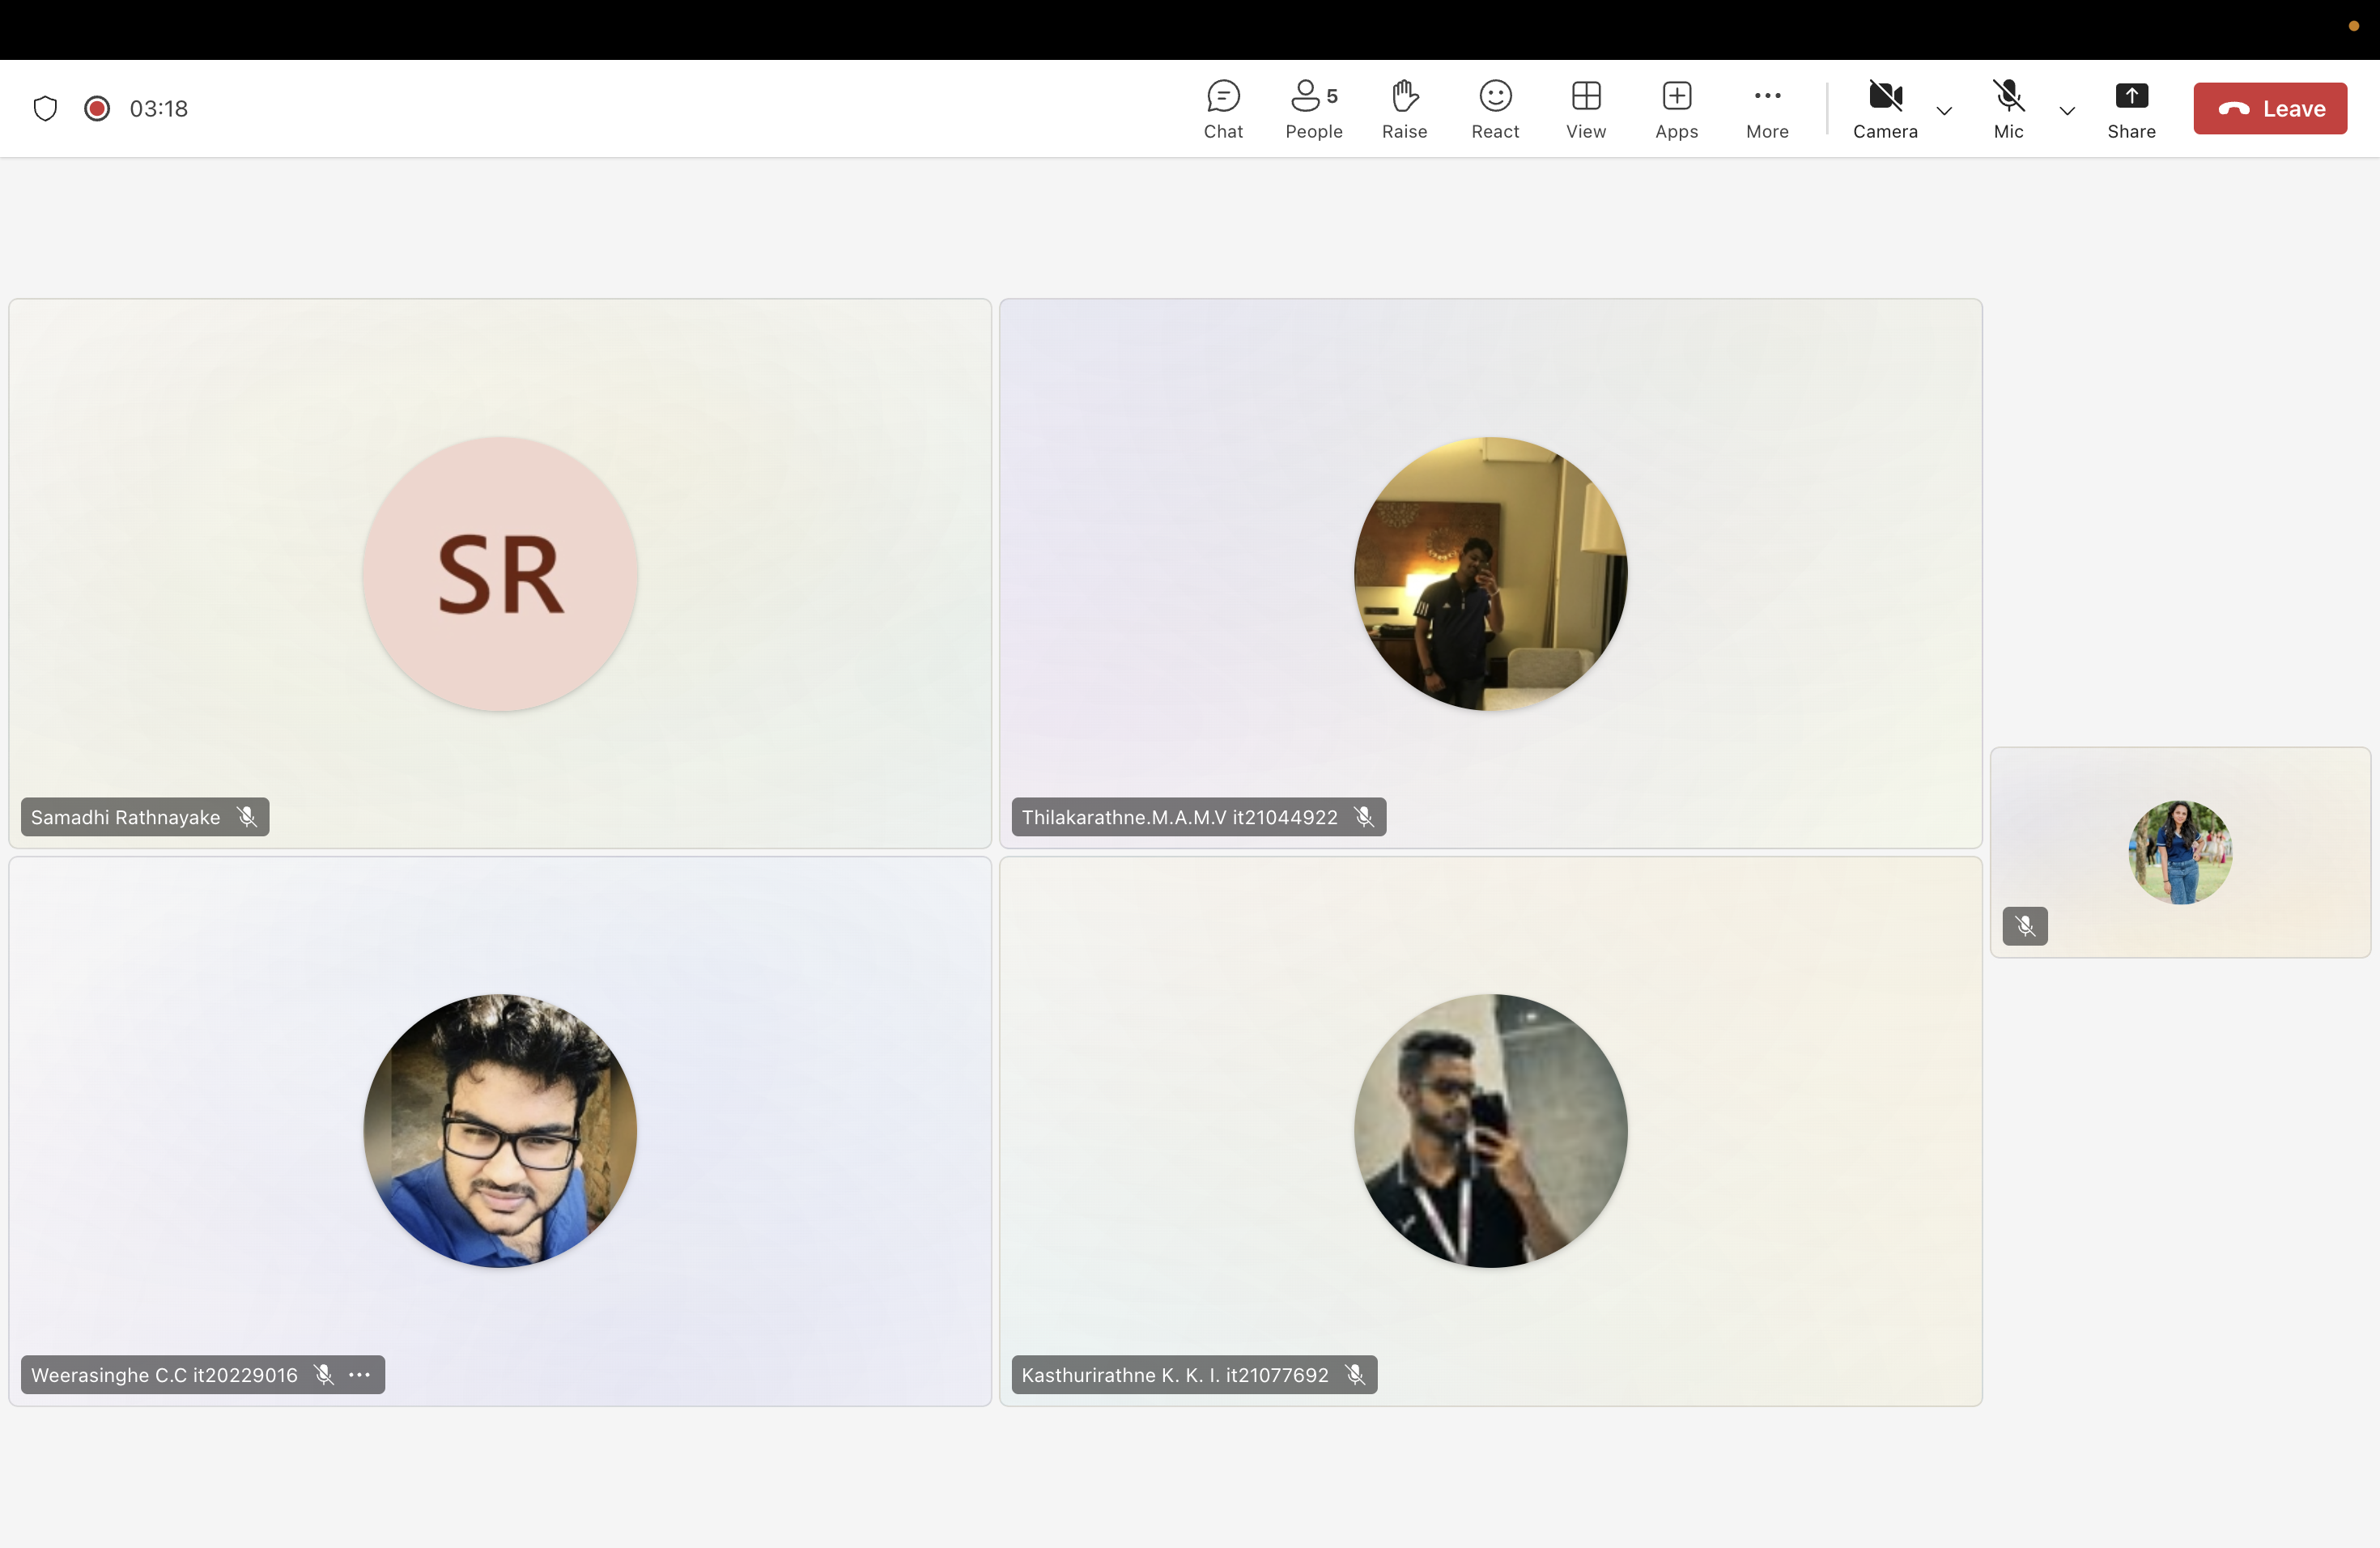 03:18
5
Chat People Raise React View Apps More Camera Mic Share Leave
SR
Samadhi Rathnayake
Thilakarathne.M.A.M.V it21044922
Weerasinghe C.C it20229016
Kasthurirathne K. K. I. it21077692